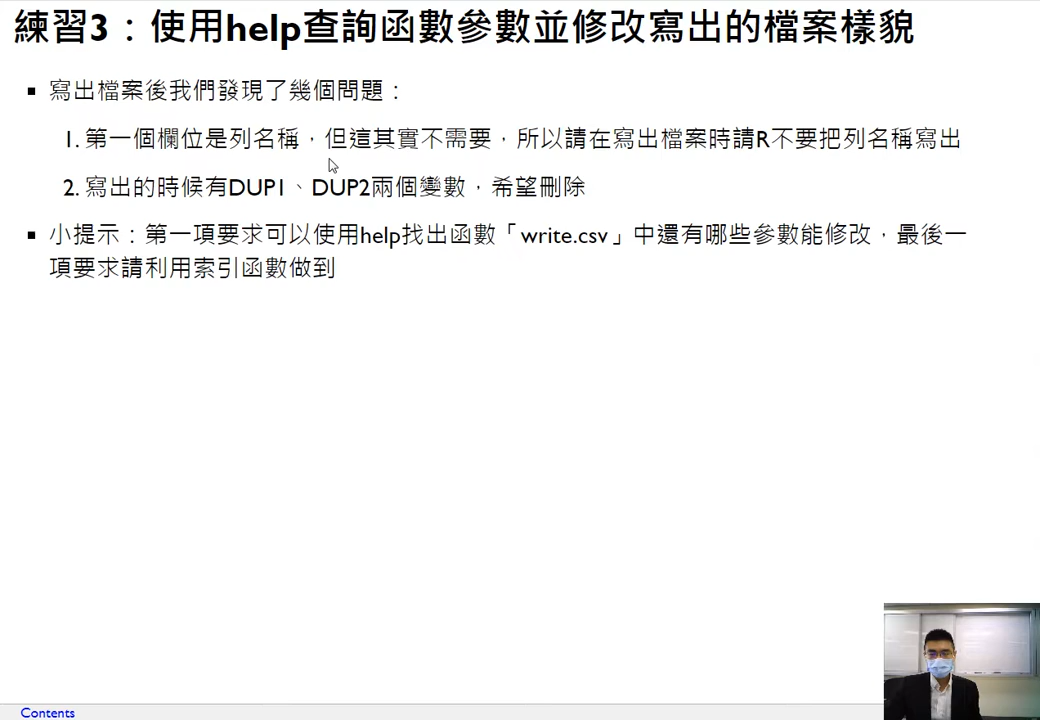 練習3：使用help查詢函數參數並修改寫出的檔案樣貌
▪ 寫出檔案後我們發現了幾個問題：
1. 第一個欄位是列名稱，但這其實不需要，所以請在寫出檔案時請R不要把列名稱寫出
2. 寫出的時候有DUP1、DUP2兩個變數，希望刪除
▪ 小提示：第一項要求可以使用help找出函數「write.csv」中還有哪些參數能修改，最後一
項要求請利用索引函數做到
Contents